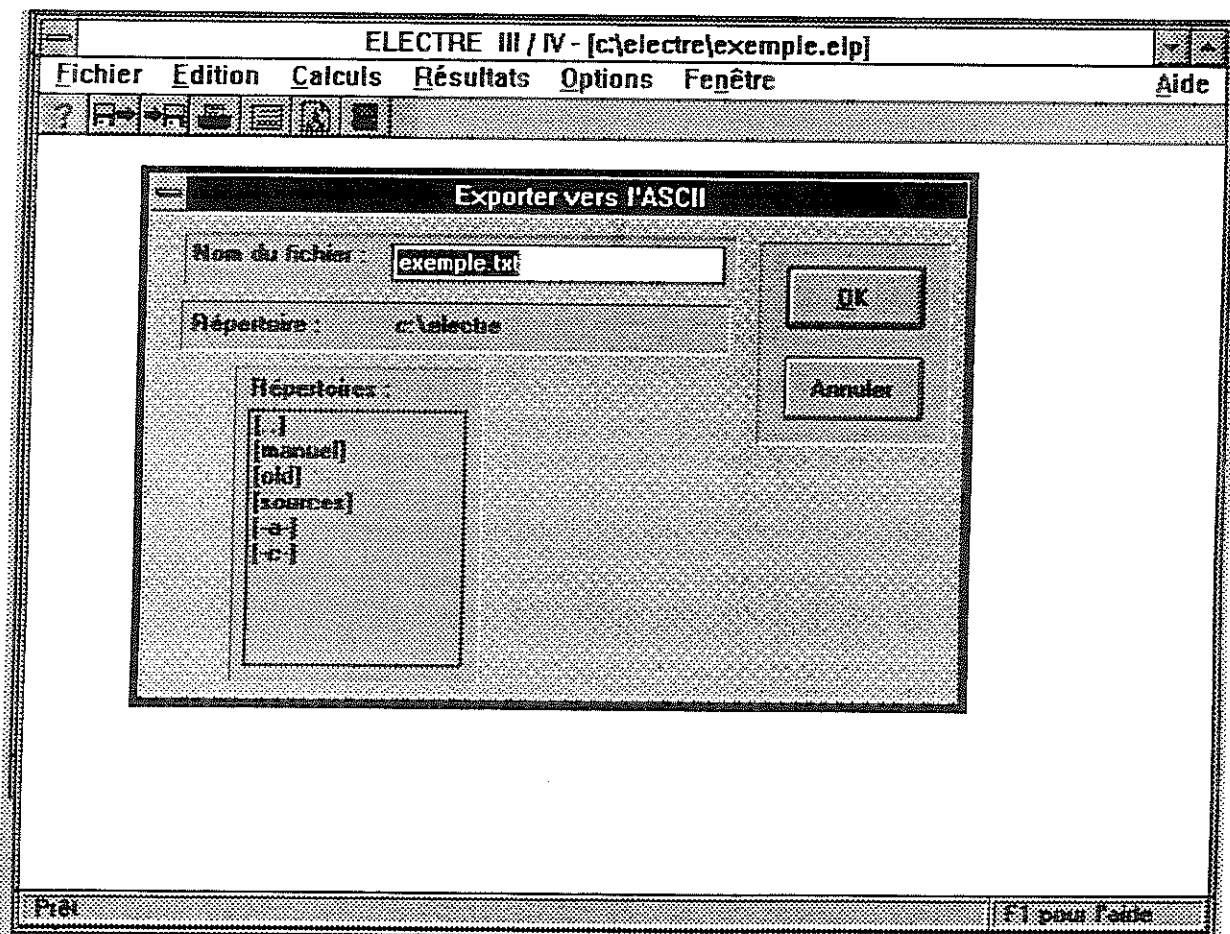 ELECTRE III / IV - [c:\electre\exemple.elp]
Fichier Edition Calculs Résultats Options Fenêtre Aide
?
Exporter vers l'ASCII
Nom du fichier : exemple.txt
OK
Répertoire : c:\electre
Annuler
Répertoires :
[..]
[manuel]
[old]
[sources]
[-a-]
[-c-]
Prêt F1 pour l'aide